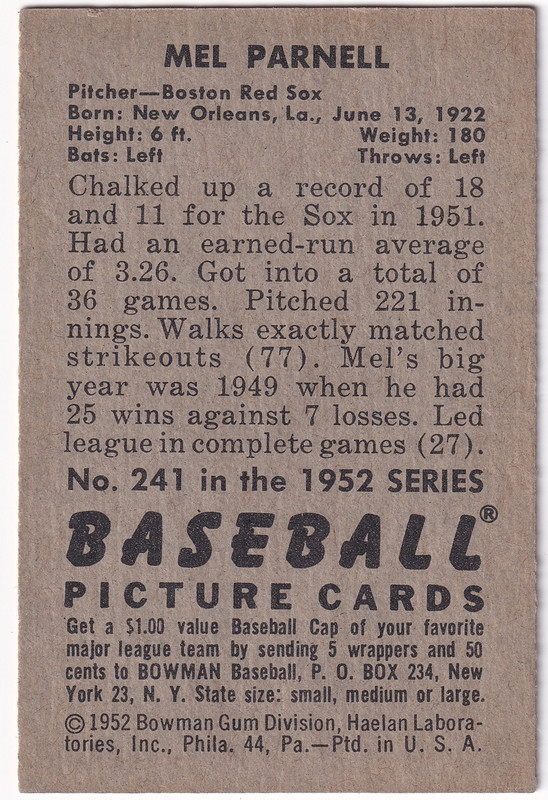 MEL PARNELL
Pitcher—Boston Red Sox
Born: New Orleans, La., June 13, 1922
Height: 6 ft. Weight: 180
Bats: Left Throws: Left
Chalked up a record of 18
and 11 for the Sox in 1951.
Had an earned-run average
of 3.26. Got into a total of
36 games. Pitched 221 in-
nings. Walks exactly matched
strikeouts (77). Mel's big
year was 1949 when he had
25 wins against 7 losses. Led
league in complete games (27).
No. 241 in the 1952 SERIES
BASEBALL®
PICTURE CARDS
Get a $1.00 value Baseball Cap of your favorite
major league team by sending 5 wrappers and 50
cents to BOWMAN Baseball, P. O. BOX 234, New
York 23, N. Y. State size: small, medium or large.
©1952 Bowman Gum Division, Haelan Labora-
tories, Inc., Phila. 44, Pa.—Ptd. in U. S. A.